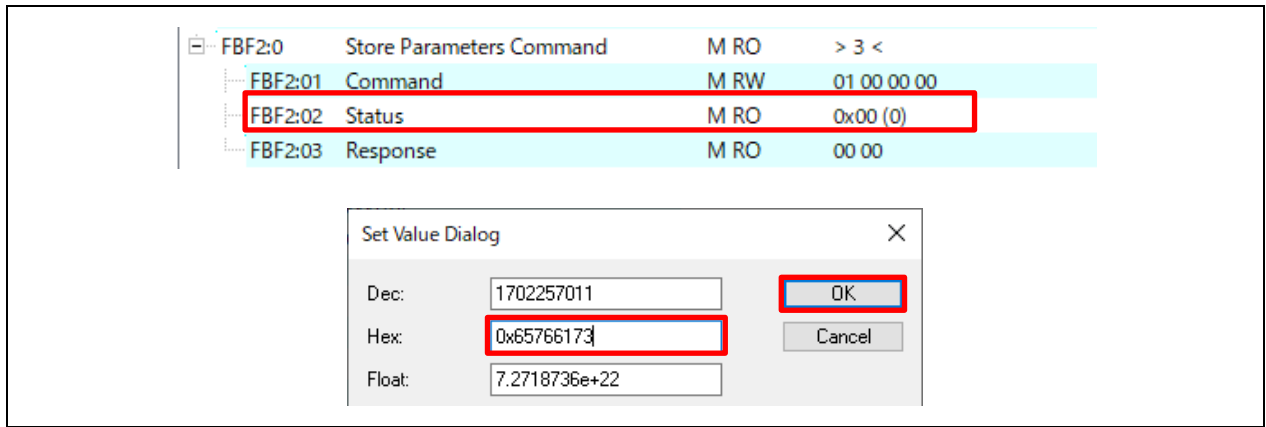 FBF2:0 Store Parameters Command M RO > 3 <
FBF2:01 Command M RW 01 00 00 00
FBF2:02 Status M RO 0x00 (0)
FBF2:03 Response M RO 00 00
Set Value Dialog
Dec: 1702257011 OK
Hex: 0x65766173 Cancel
Float: 7.2718736e+22